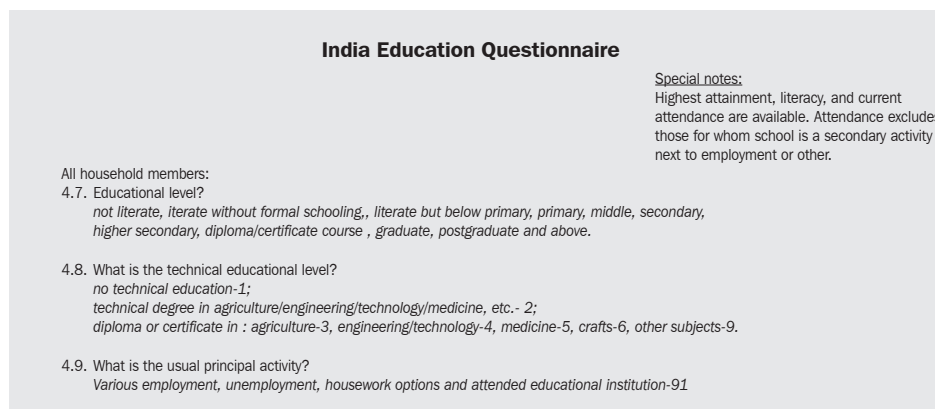 India Education Questionnaire
Special notes:
Highest attainment, literacy, and current
attendance are available. Attendance excludes
those for whom school is a secondary activity
next to employment or other.
All household members:
4.7. Educational level?
not literate, iterate without formal schooling,, literate but below primary, primary, middle, secondary,
higher secondary, diploma/certificate course , graduate, postgraduate and above.
4.8. What is the technical educational level?
no technical education-1;
technical degree in agriculture/engineering/technology/medicine, etc.- 2;
diploma or certificate in : agriculture-3, engineering/technology-4, medicine-5, crafts-6, other subjects-9.
4.9. What is the usual principal activity?
Various employment, unemployment, housework options and attended educational institution-91